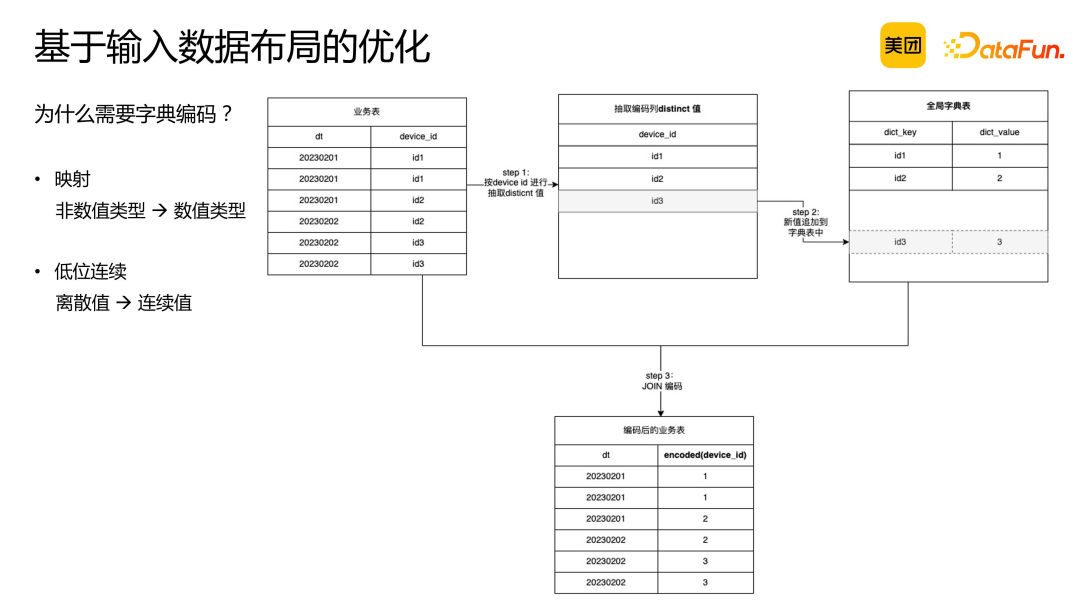 基于输入数据布局的优化
美团
DataFun.
为什么需要字典编码？
• 映射
非数值类型 → 数值类型
• 低位连续
离散值 → 连续值
业务表
dt device_id
20230201 id1
20230201 id1
20230201 id2
20230202 id2
20230202 id3
20230202 id3
step 1:
按device id 进行
抽取disticnt 值
抽取编码列distinct 值
device_id
id1
id2
id3
step 2:
新值追加到
字典表中
全局字典表
dict_key dict_value
id1 1
id2 2
id3 3
step 3:
JOIN 编码
编码后的业务表
dt encoded(device_id)
20230201 1
20230201 1
20230201 2
20230202 2
20230202 3
20230202 3